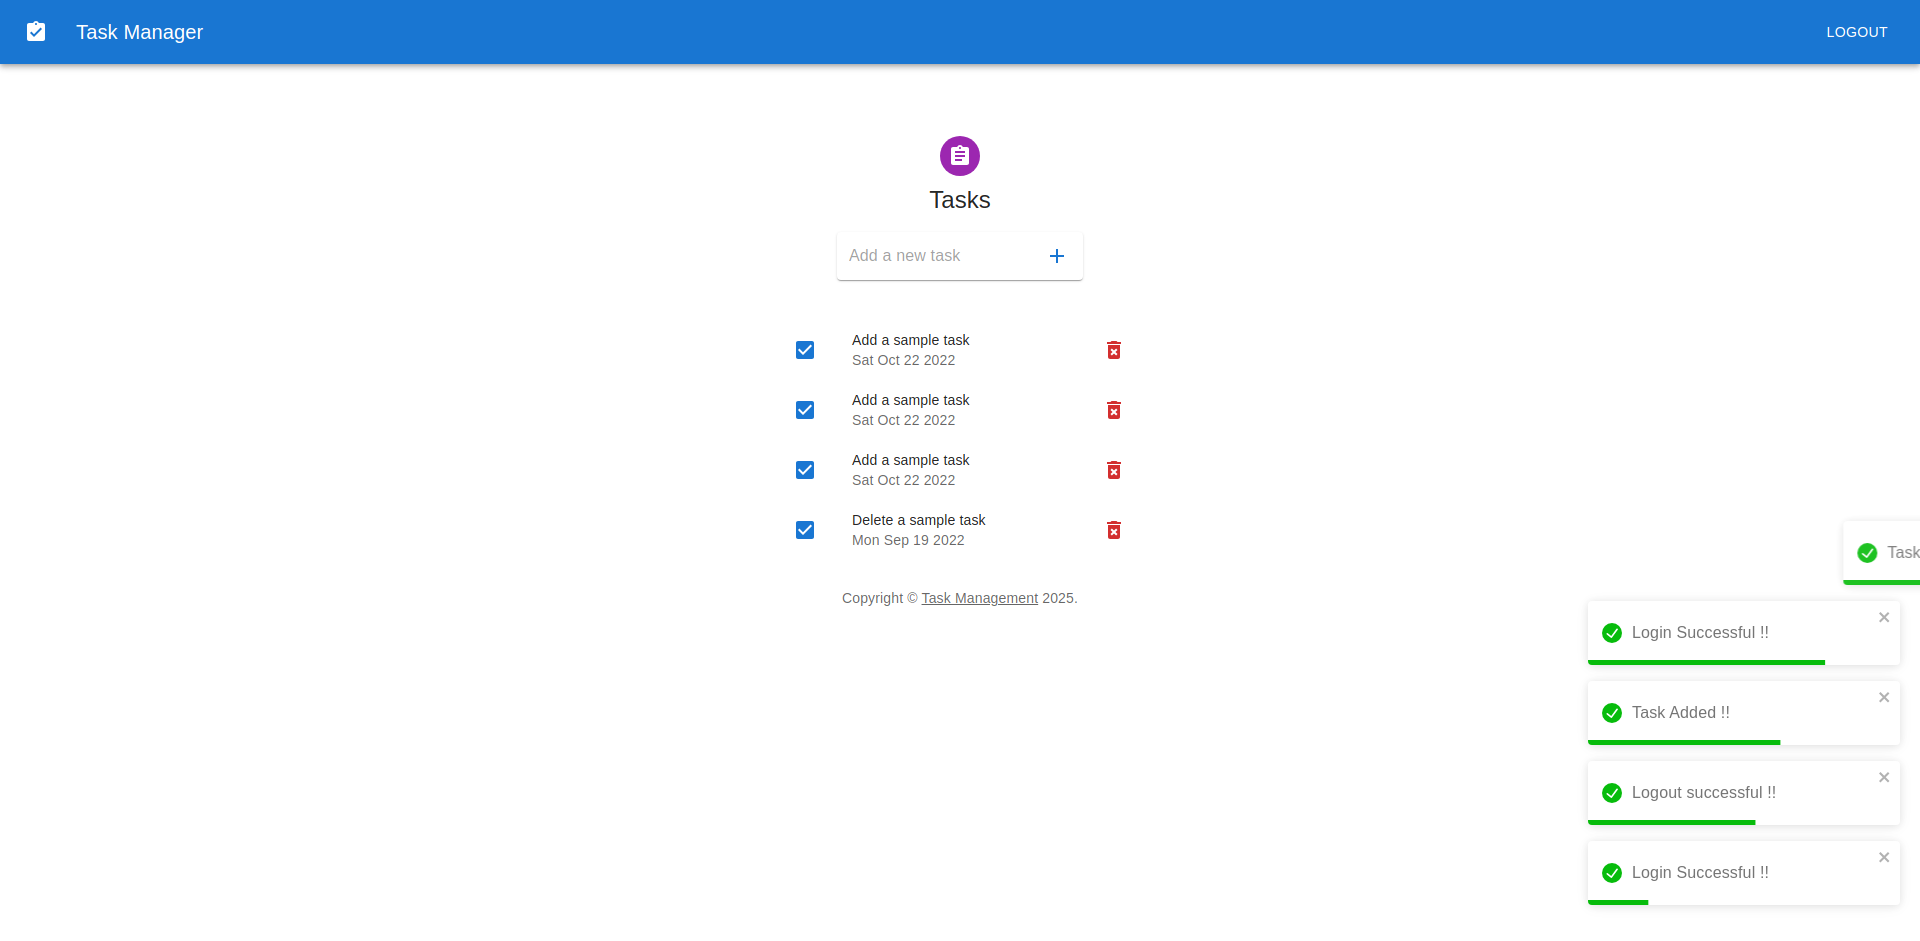 Task Manager
LOGOUT
Tasks
Add a new task
Add a sample task
Sat Oct 22 2022
Add a sample task
Sat Oct 22 2022
Add a sample task
Sat Oct 22 2022
Delete a sample task
Mon Sep 19 2022
Copyright © Task Management 2025.
Task
Login Successful !!
Task Added !!
Logout successful !!
Login Successful !!